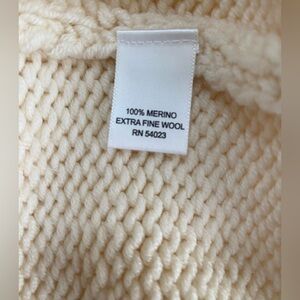 100% MERINO
EXTRA FINE WOOL
RN 54023